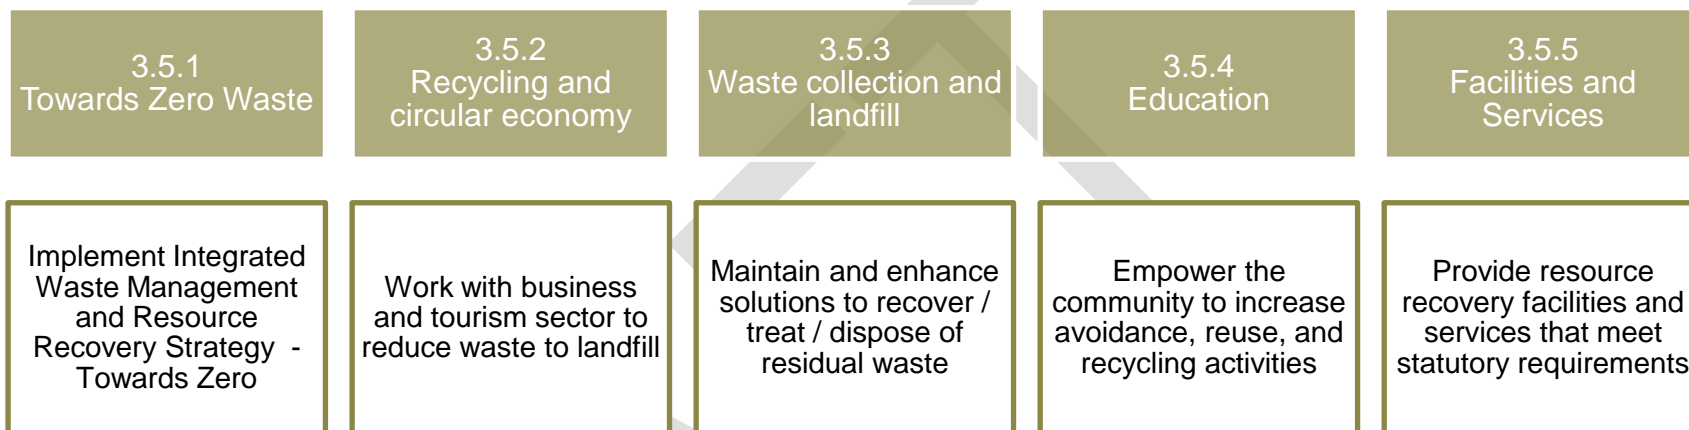 3.5.1
Towards Zero Waste
3.5.2
Recycling and
circular economy
3.5.3
Waste collection and
landfill
3.5.4
Education
3.5.5
Facilities and
Services
Implement Integrated
Waste Management
and Resource
Recovery Strategy -
Towards Zero
Work with business
and tourism sector to
reduce waste to landfill
Maintain and enhance
solutions to recover /
treat / dispose of
residual waste
Empower the
community to increase
avoidance, reuse, and
recycling activities
Provide resource
recovery facilities and
services that meet
statutory requirements